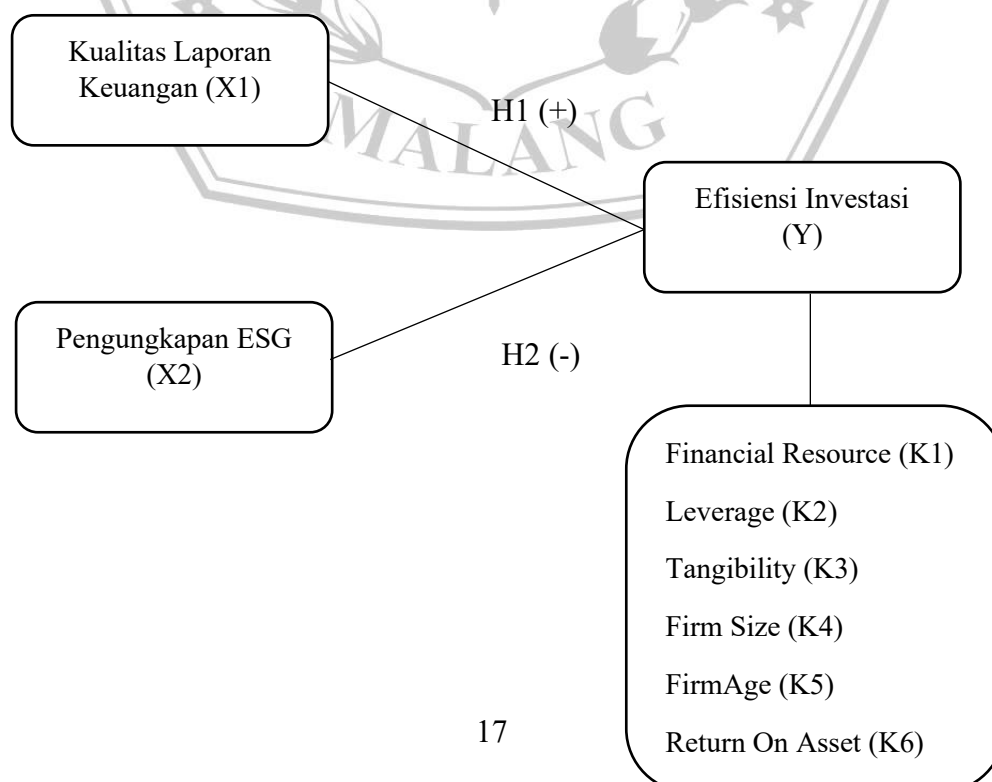 Kualitas Laporan
Keuangan (X1)
H1 (+)
MALANG
Efisiensi Investasi
(Y)
Pengungkapan ESG
(X2)
H2 (-)
Financial Resource (K1)
Leverage (K2)
Tangibility (K3)
Firm Size (K4)
FirmAge (K5)
Return On Asset (K6)
17